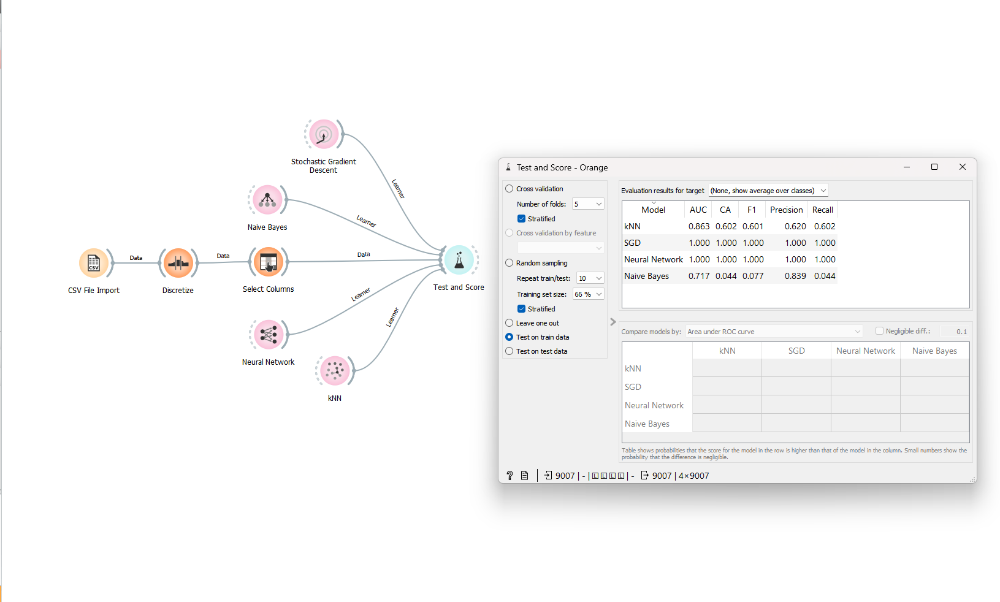 Stochastic Gradient
Descent
Learner
Naive Bayes
Learner
CSV
Data
Data
Data
CSV File Import
Discretize
Select Columns
Test and Score
Learner
Learner
Neural Network
kNN
Test and Score - Orange
Cross validation
Number of folds: 5
Stratified
Cross validation by feature
Random sampling
Repeat train/test: 10
Training set size: 66 %
Stratified
Leave one out
Test on train data
Test on test data
Evaluation results for target (None, show average over classes)
Model AUC CA F1 Precision Recall
kNN 0.863 0.602 0.601 0.620 0.602
SGD 1.000 1.000 1.000 1.000 1.000
Neural Network 1.000 1.000 1.000 1.000 1.000
Naive Bayes 0.717 0.044 0.077 0.839 0.044
Compare models by: Area under ROC curve Negligible diff.: 0.1
kNN SGD Neural Network Naive Bayes
kNN
SGD
Neural Network
Naive Bayes
Table shows probabilities that the score for the model in the row is higher than that of the model in the column. Small numbers show the
probability that the difference is negligible.
? 9007 | - | | - 9007 | 4×9007